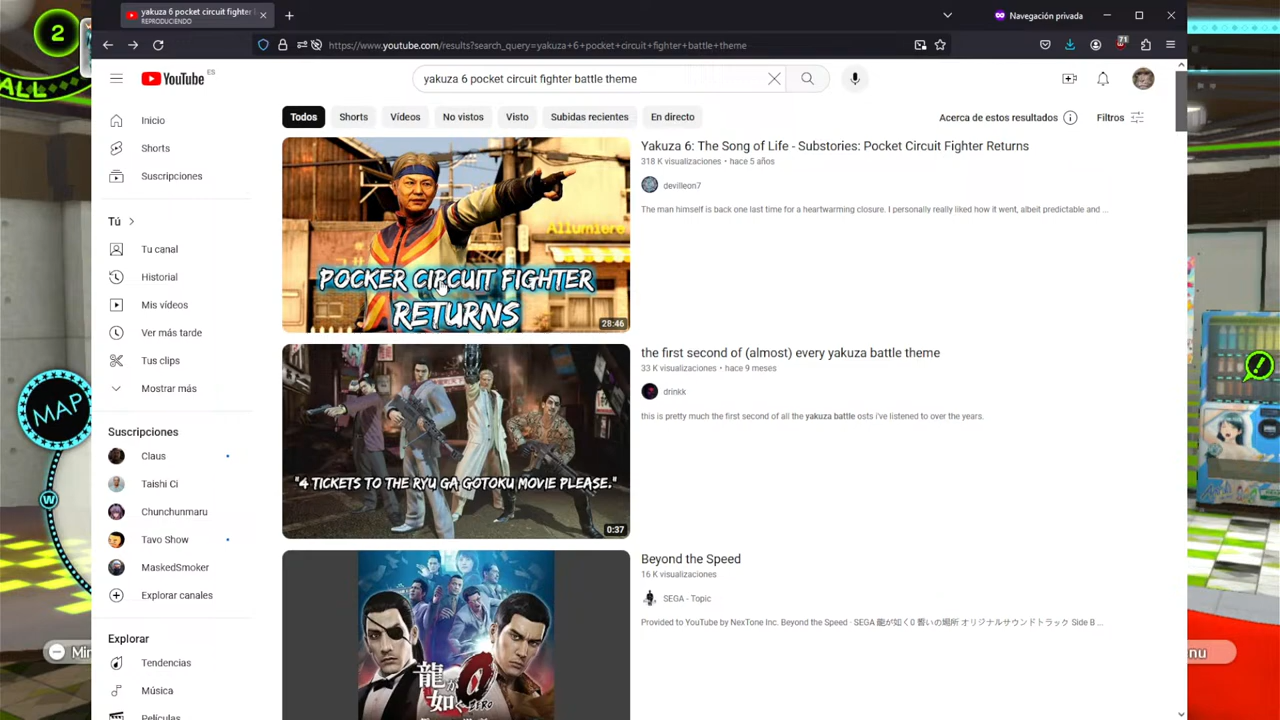 2
ALL
yakuza 6 pocket circuit fighter
REPRODUCIENDO
Navegación privada
https://www.youtube.com/results?search_query=yakuza+6+pocket+circuit+fighter+battle+theme
71
YouTube ES
yakuza 6 pocket circuit fighter battle theme
Todos
Shorts
Vídeos
No vistos
Visto
Subidas recientes
En directo
Acerca de estos resultados
Filtros
Inicio
Shorts
Suscripciones
Tú
Tu canal
Historial
Mis vídeos
Ver más tarde
Tus clips
Mostrar más
Suscripciones
Claus
Taishi Ci
Chunchunmaru
Tavo Show
MaskedSmoker
Explorar canales
Explorar
Tendencias
Música
Películas
Allumiere
POCKER CIRCUIT FIGHTER
RETURNS
28:46
Yakuza 6: The Song of Life - Substories: Pocket Circuit Fighter Returns
318 K visualizaciones • hace 5 años
devilleon7
The man himself is back one last time for a heartwarming closure. I personally really liked how it went, albeit predictable and ...
"4 TICKETS TO THE RYU GA GOTOKU MOVIE PLEASE."
0:37
the first second of (almost) every yakuza battle theme
33 K visualizaciones • hace 9 meses
drinkk
this is pretty much the first second of all the yakuza battle osts i've listened to over the years.
龍が
如く0
Beyond the Speed
16 K visualizaciones
SEGA - Topic
Provided to YouTube by NexTone Inc. Beyond the Speed · SEGA 龍が如く0 誓いの場所 オリジナルサウンドトラック Side B ...
MAP
W
Min
nu